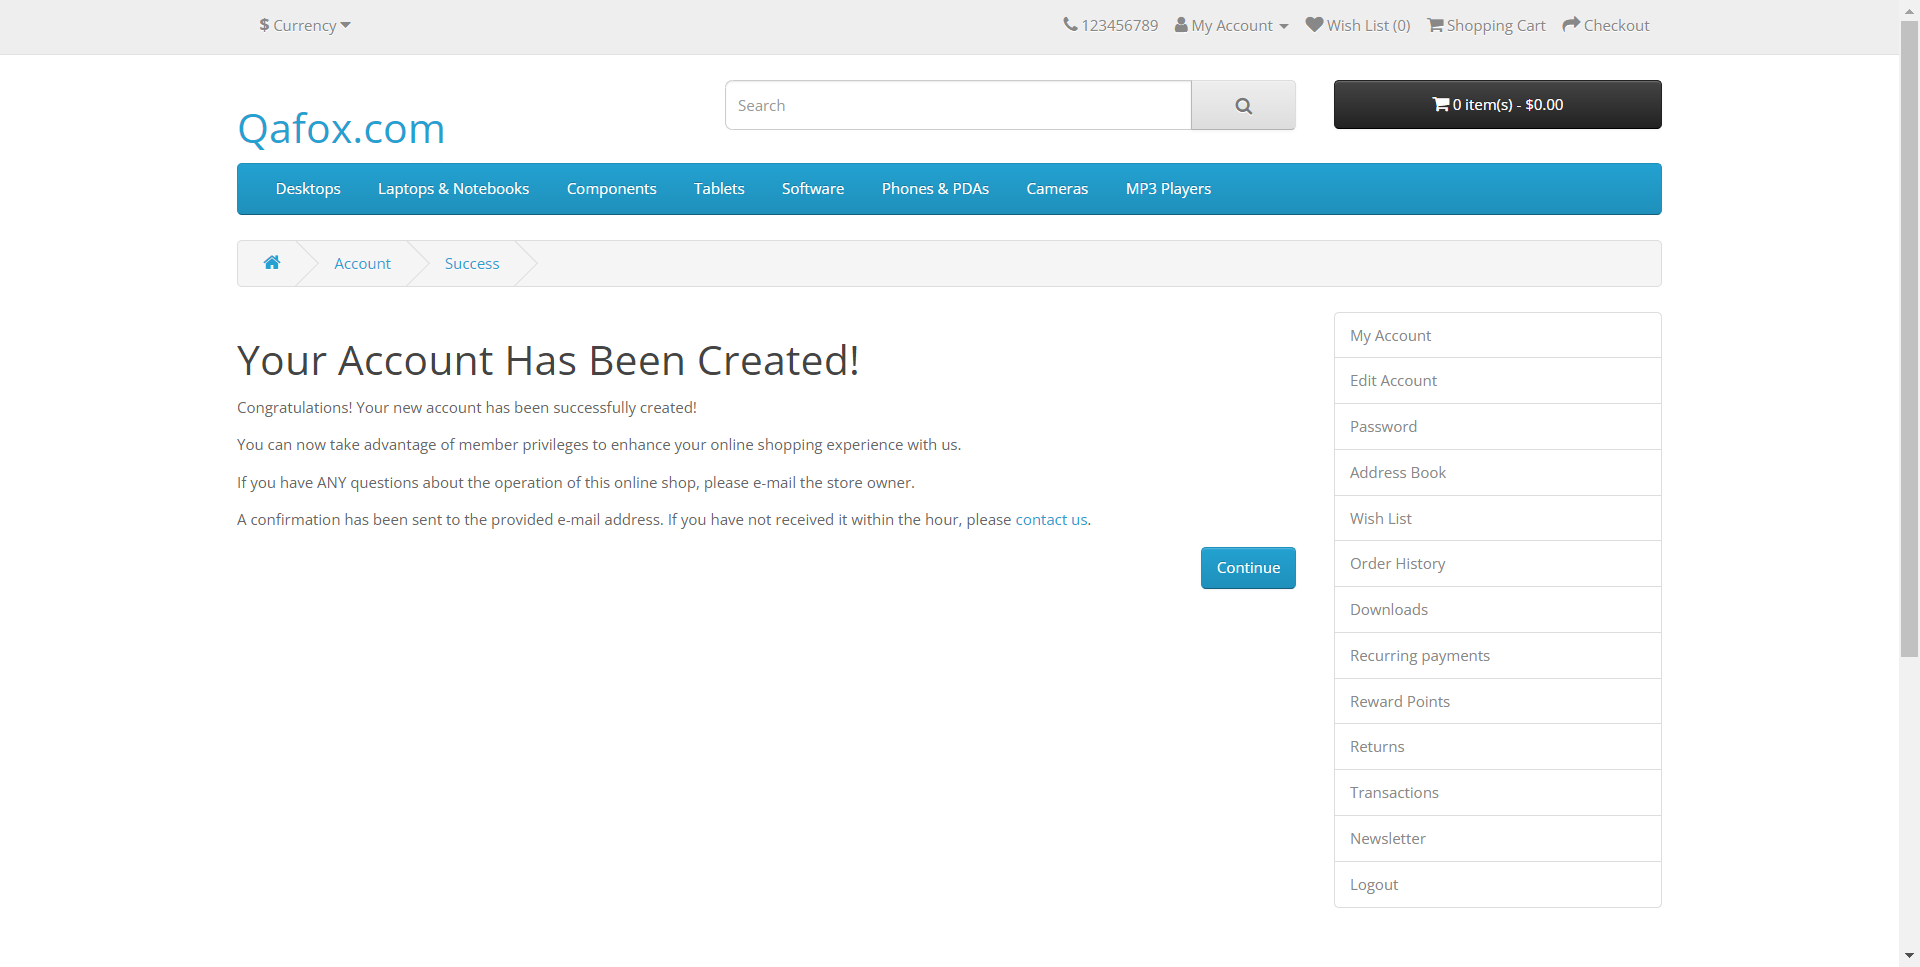 $ Currency
123456789 My Account Wish List (0) Shopping Cart Checkout
Qafox.com
Search
0 item(s) - $0.00
Desktops Laptops & Notebooks Components Tablets Software Phones & PDAs Cameras MP3 Players
Account Success
Your Account Has Been Created!
Congratulations! Your new account has been successfully created!
You can now take advantage of member privileges to enhance your online shopping experience with us.
If you have ANY questions about the operation of this online shop, please e-mail the store owner.
A confirmation has been sent to the provided e-mail address. If you have not received it within the hour, please contact us.
Continue
My Account
Edit Account
Password
Address Book
Wish List
Order History
Downloads
Recurring payments
Reward Points
Returns
Transactions
Newsletter
Logout